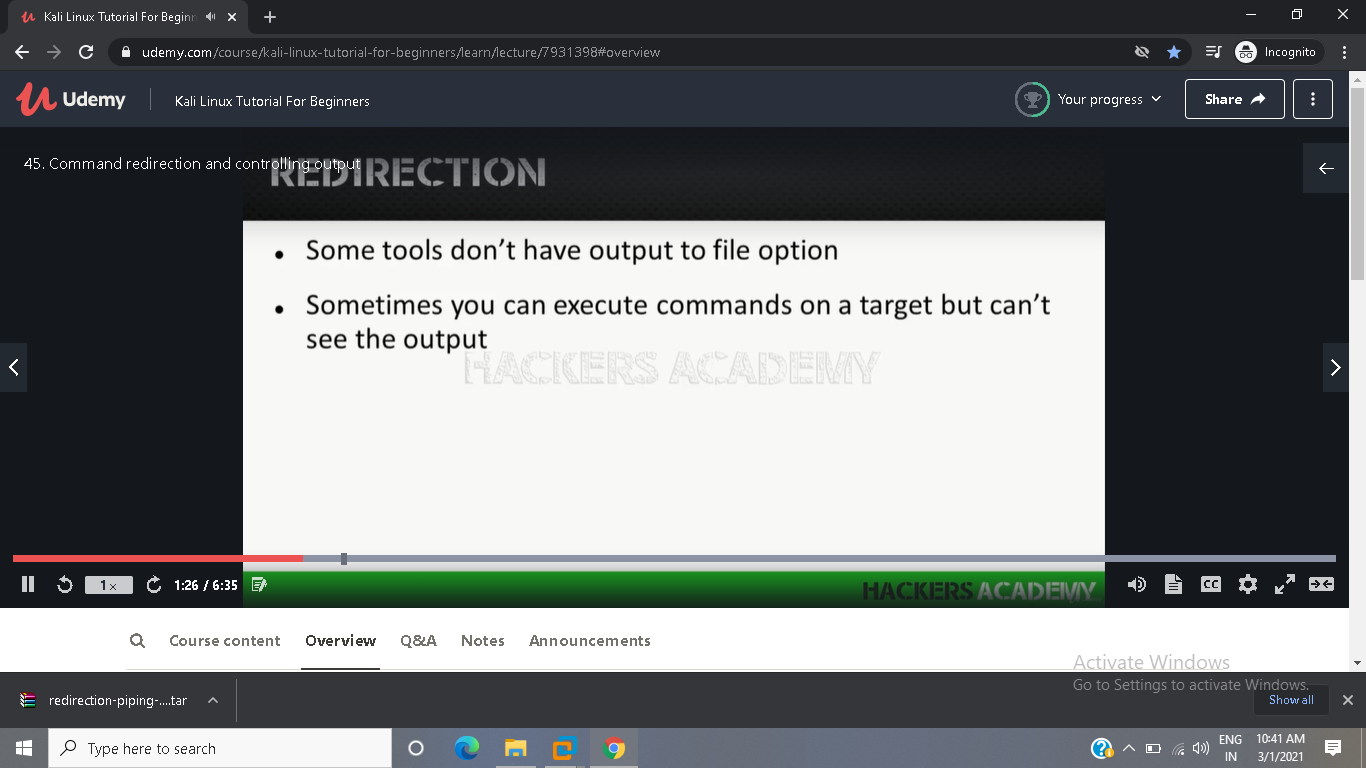 Kali Linux Tutorial For Beginn
udemy.com/course/kali-linux-tutorial-for-beginners/learn/lecture/7931398#overview
Incognito
Udemy
Kali Linux Tutorial For Beginners
Your progress
Share
45. Command redirection and controlling output
REDIRECTION
• Some tools don’t have output to file option
• Sometimes you can execute commands on a target but can’t
see the output
HACKERS ACADEMY
1x
1:26 / 6:35
CC
HACKERS ACADEMY
Course content
Overview
Q&A
Notes
Announcements
Activate Windows
Go to Settings to activate Windows.
redirection-piping-....tar
Show all
Type here to search
ENG
IN
10:41 AM
3/1/2021